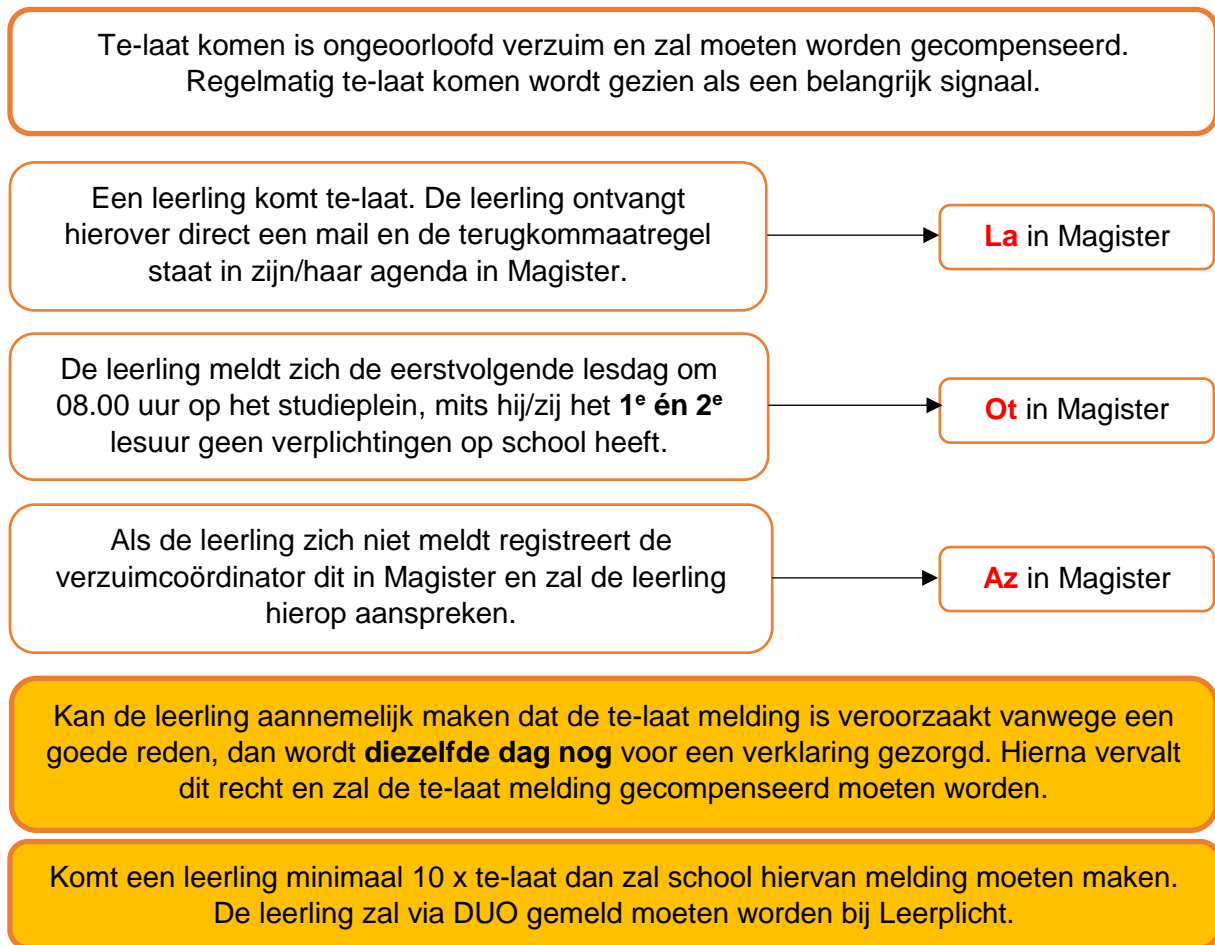 Te-laat komen is ongeoorloofd verzuim en zal moeten worden gecompenseerd.
Regelmatig te-laat komen wordt gezien als een belangrijk signaal.
Een leerling komt te-laat. De leerling ontvangt
hierover direct een mail en de terugkommaatregel
staat in zijn/haar agenda in Magister.
La in Magister
De leerling meldt zich de eerstvolgende lesdag om
08.00 uur op het studieplein, mits hij/zij het 1e én 2e
lesuur geen verplichtingen op school heeft.
Ot in Magister
Als de leerling zich niet meldt registreert de
verzuimcoördinator dit in Magister en zal de leerling
hierop aanspreken.
Az in Magister
Kan de leerling aannemelijk maken dat de te-laat melding is veroorzaakt vanwege een
goede reden, dan wordt diezelfde dag nog voor een verklaring gezorgd. Hierna vervalt
dit recht en zal de te-laat melding gecompenseerd moeten worden.
Komt een leerling minimaal 10 x te-laat dan zal school hiervan melding moeten maken.
De leerling zal via DUO gemeld moeten worden bij Leerplicht.